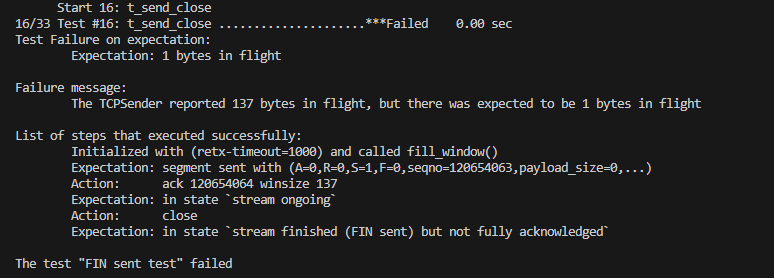 Start 16: t_send_close
16/33 Test #16: t_send_close .....................***Failed    0.00 sec
Test Failure on expectation:
Expectation: 1 bytes in flight
Failure message:
The TCPSender reported 137 bytes in flight, but there was expected to be 1 bytes in flight
List of steps that executed successfully:
Initialized with (retx-timeout=1000) and called fill_window()
Expectation: segment sent with (A=0,R=0,S=1,F=0,seqno=120654063,payload_size=0,...)
Action:      ack 120654064 winsize 137
Expectation: in state `stream ongoing`
Action:      close
Expectation: in state `stream finished (FIN sent) but not fully acknowledged`
The test "FIN sent test" failed